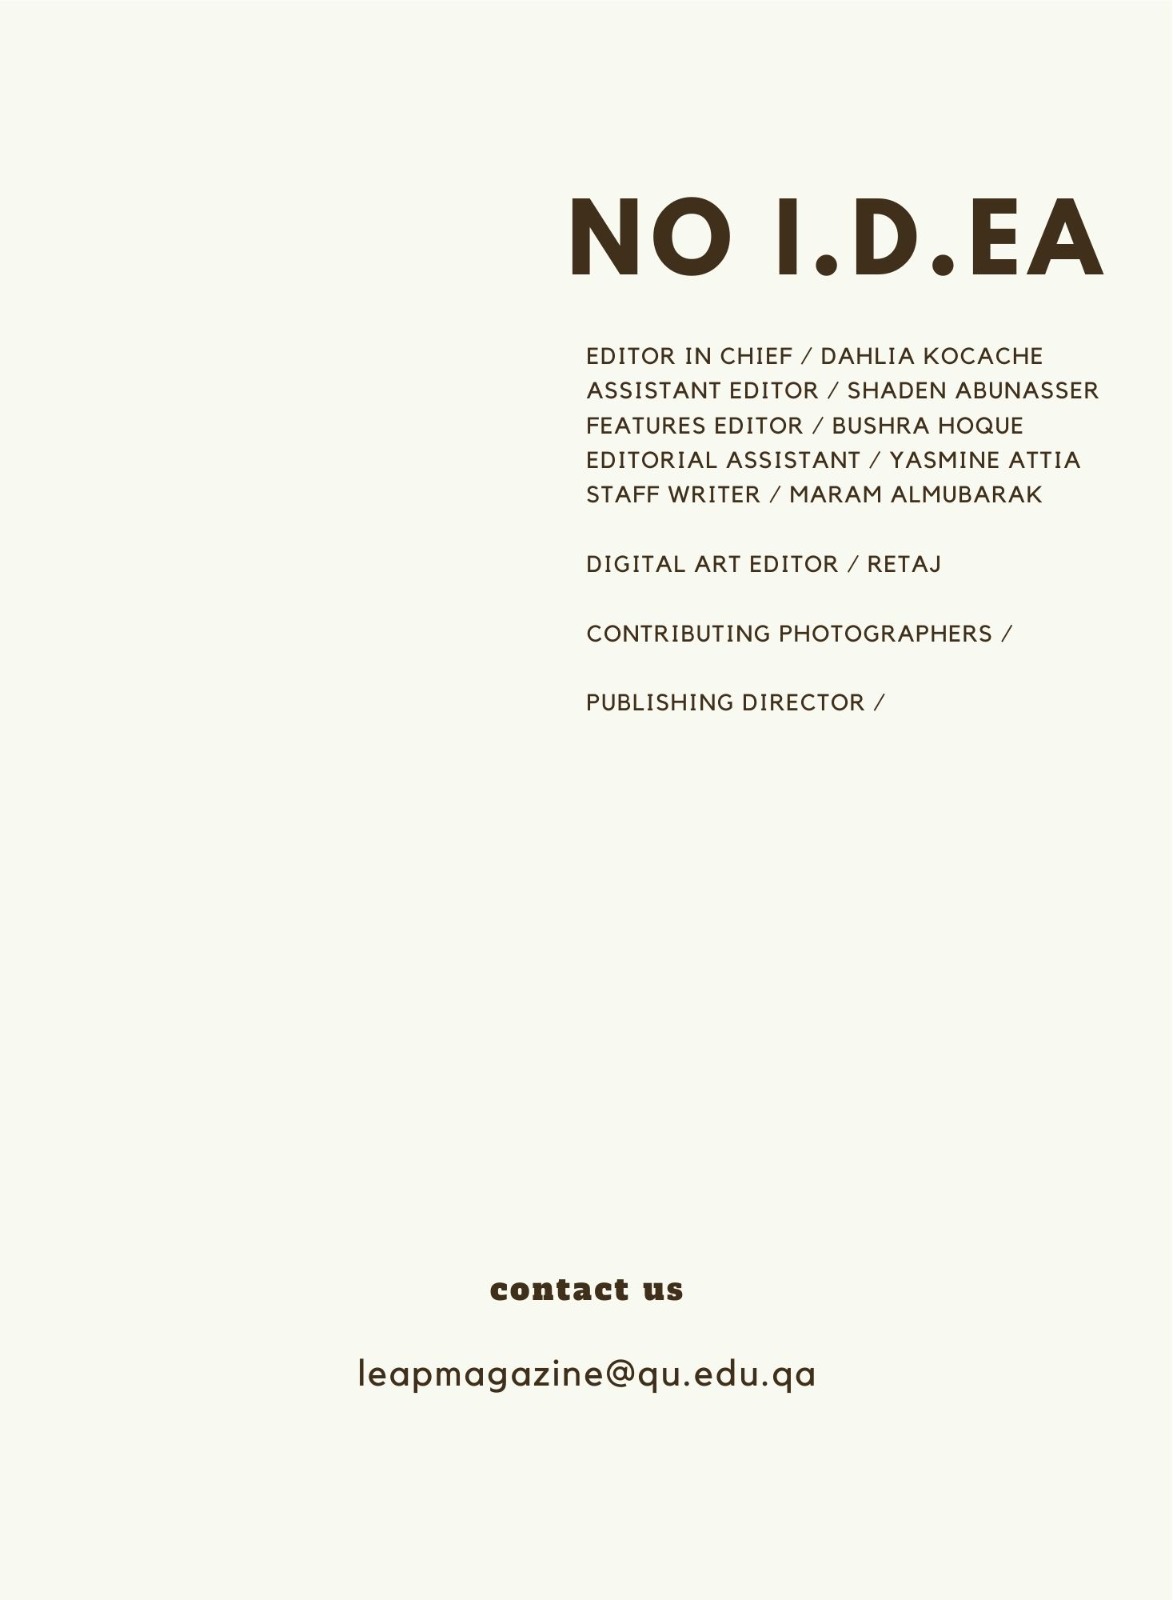 NO I.D.EA
EDITOR IN CHIEF / DAHLIA KOCACHE
ASSISTANT EDITOR / SHADEN ABUNASSER
FEATURES EDITOR / BUSHRA HOQUE
EDITORIAL ASSISTANT / YASMINE ATTIA
STAFF WRITER / MARAM ALMUBARAK
DIGITAL ART EDITOR / RETAJ
CONTRIBUTING PHOTOGRAPHERS /
PUBLISHING DIRECTOR /
contact us
leapmagazine@qu.edu.qa